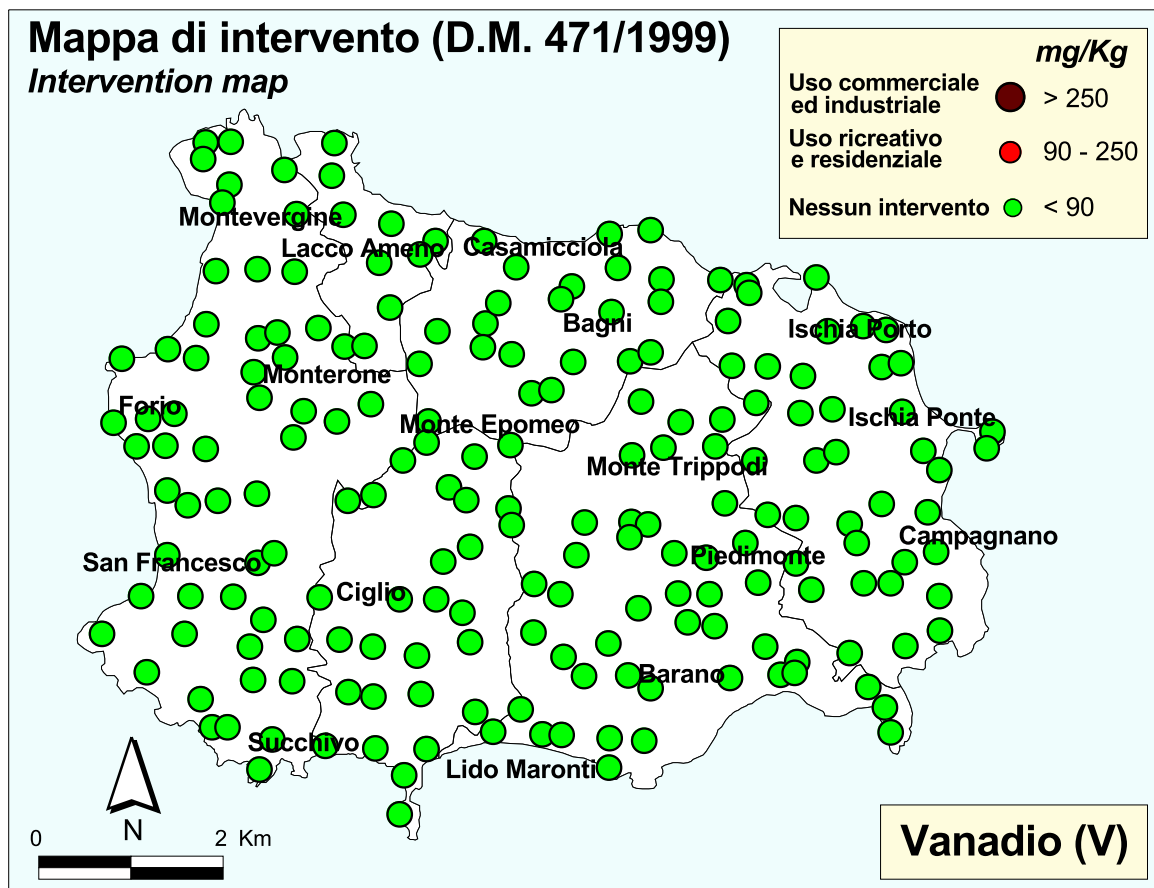 Mappa di intervento (D.M. 471/1999)
Intervention map
mg/Kg
Uso commerciale
ed industriale
> 250
Uso ricreativo
e residenziale
90 - 250
Nessun intervento
< 90
Montevergine
Lacco Ameno
Casamicciola
Bagni
Ischia Porto
Monterone
Forio
Monte Epomeo
Ischia Ponte
Monte Trippodi
Campagnano
San Francesco
Piedimonte
Ciglio
Barano
Succhivo
Lido Maronti
N
0
2 Km
Vanadio (V)